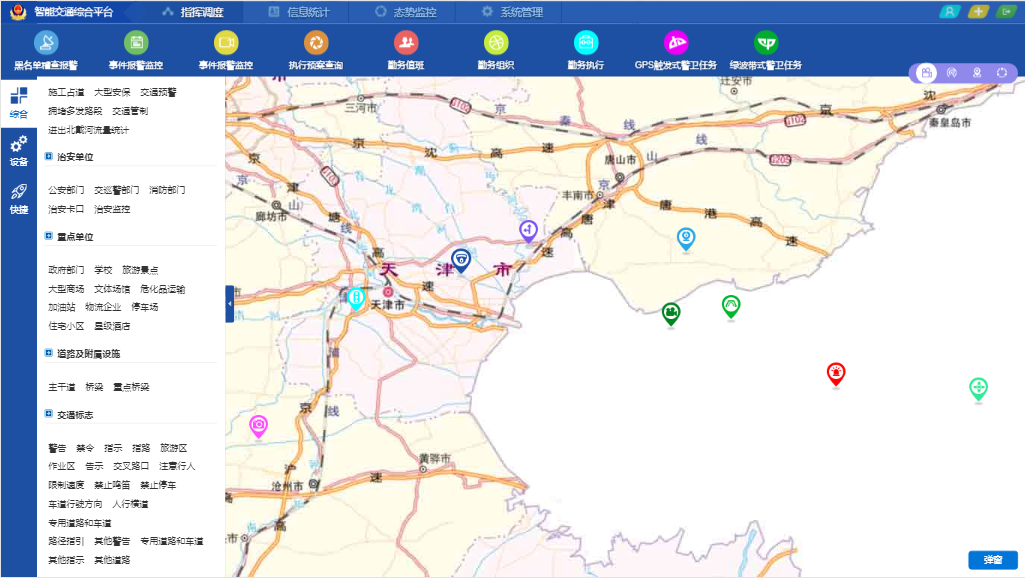 智能交通综合平台 指挥调度 信息统计 态势监控 系统管理
黑名单稽查报警 事件报警监控 事件报警监控 执行预案查询 勤务值班 勤务组织 勤务执行 GPS触发式警卫任务 绿波带式警卫任务
综合
设备
快捷
施工占道 大型安保 交通预警
拥堵多发路段 交通管制
进出北戴河流量统计
治安单位
公安部门 交巡警部门 消防部门
治安卡口 治安监控
重点单位
政府部门 学校 旅游景点
大型商场 文体场馆 危化品运输
加油站 物流企业 停车场
住宅小区 星级酒店
道路及附属设施
主干道 桥梁 重点桥梁
交通标志
警告 禁令 指示 指路 旅游区
作业区 告示 交叉路口 注意行人
限制速度 禁止鸣笛 禁止停车
车道行驶方向 人行横道
专用道路和车道
路径指引 其他警告 专用道路和车道
其他指示 其他道路
三河市
迁安市
秦皇岛市
京 秦 线
京 沈 高 速
唐山市
丰南市
廊坊市
唐 港 高 速
天 津 市
天津市
黄骅市
沧州市
弹窗